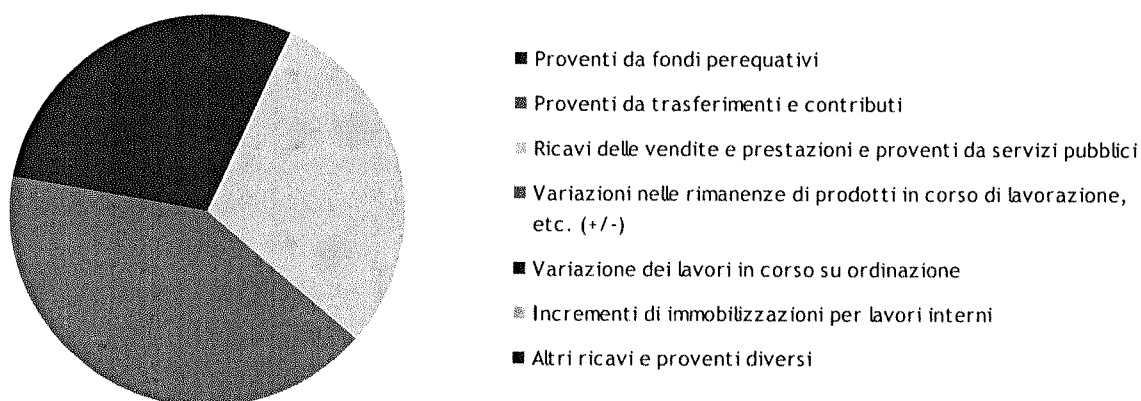 Proventi da fondi perequativi
Proventi da trasferimenti e contributi
Ricavi delle vendite e prestazioni e proventi da servizi pubblici
Variazioni nelle rimanenze di prodotti in corso di lavorazione,
etc. (+/-)
Variazione dei lavori in corso su ordinazione
Incrementi di immobilizzazioni per lavori interni
Altri ricavi e proventi diversi